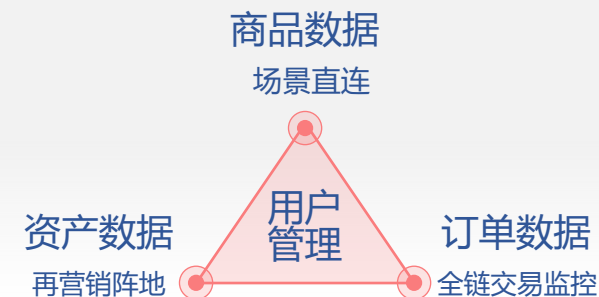 商品数据
场景直连
用户
管理
资产数据
再营销阵地
订单数据
全链交易监控